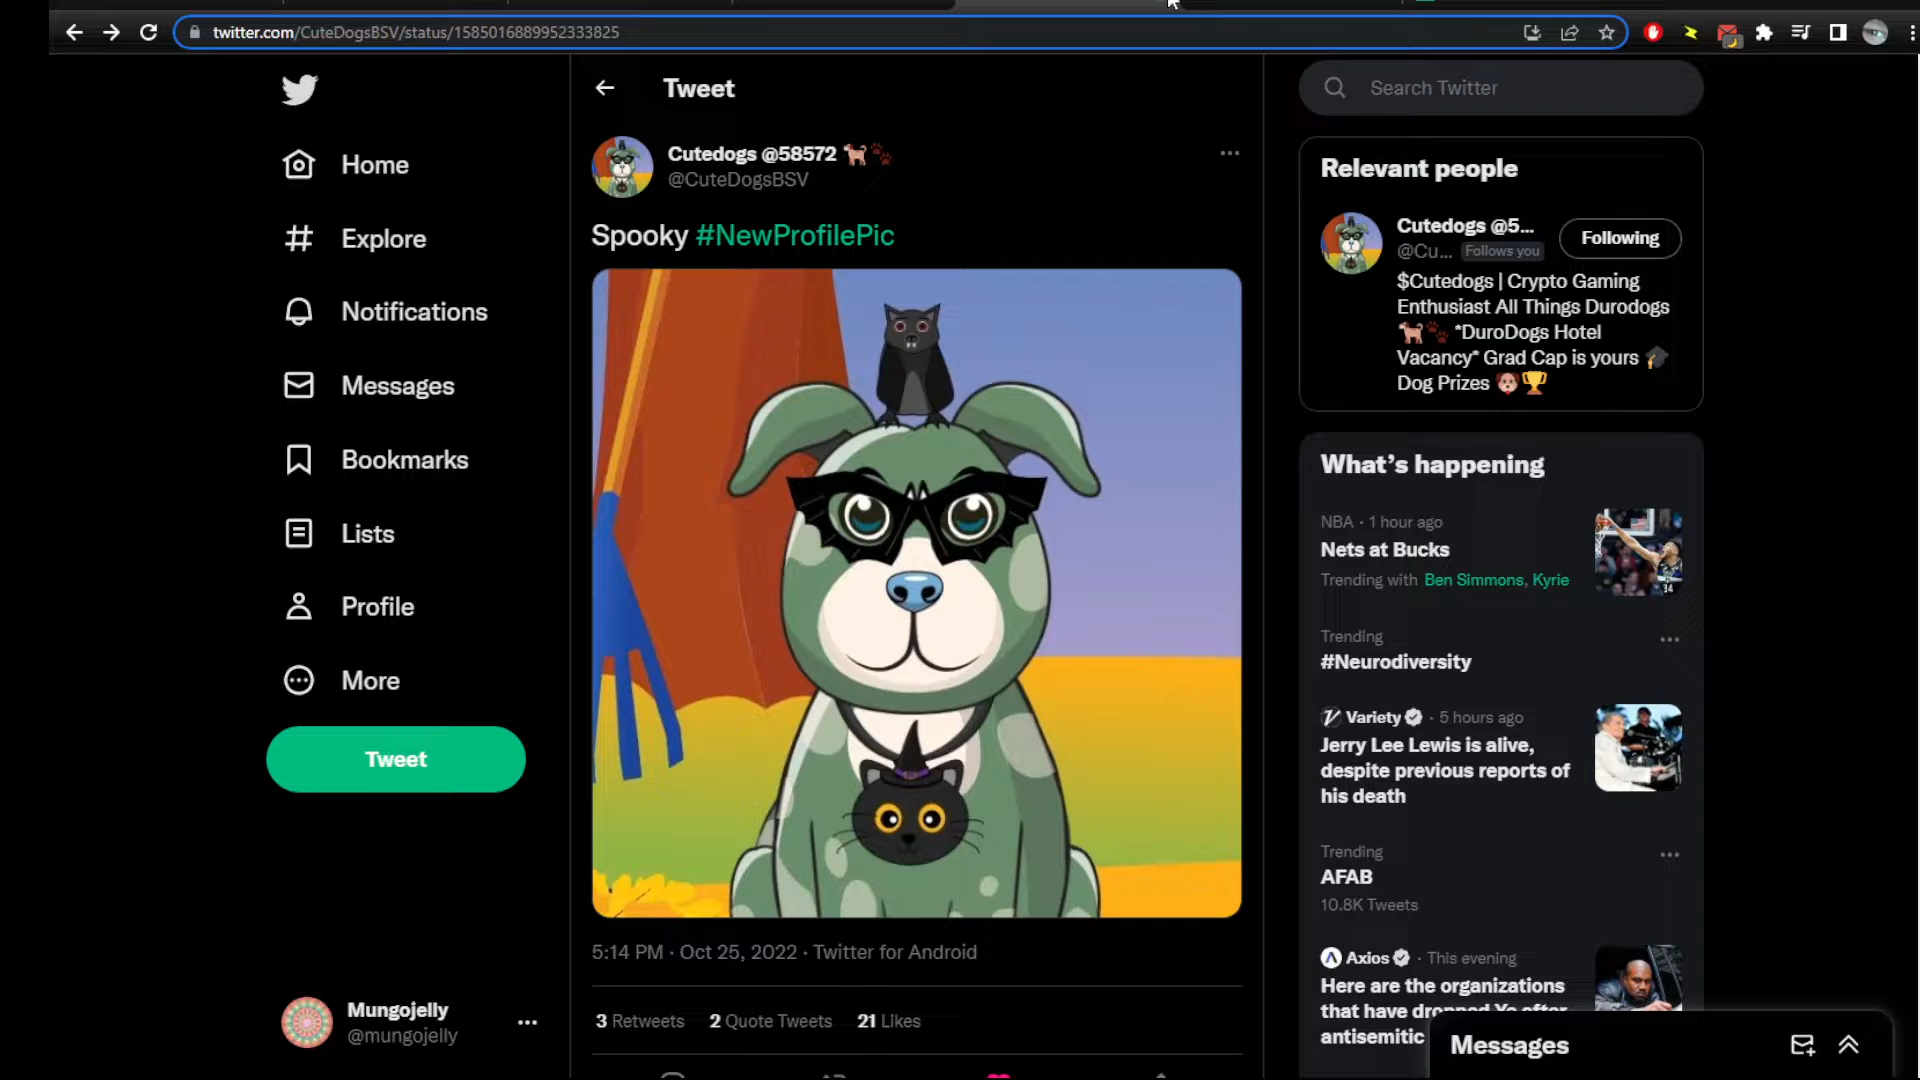 twitter.com/CuteDogsBSV/status/1585016889952333825
Home
Explore
Notifications
Messages
Bookmarks
Lists
Profile
More
Tweet
Mungojelly
@mungojelly
Tweet
Cutedogs @58572 🐕🐾
@CuteDogsBSV
Spooky #NewProfilePic
5:14 PM · Oct 25, 2022 · Twitter for Android
3 Retweets 2 Quote Tweets 21 Likes
Search Twitter
Relevant people
Cutedogs @5...
@Cu... Follows you
Following
$Cutedogs | Crypto Gaming
Enthusiast All Things Durodogs
🐕🐾 *DuroDogs Hotel
Vacancy* Grad Cap is yours 🎓
Dog Prizes 🐶🏆
What's happening
NBA · 1 hour ago
Nets at Bucks
Trending with Ben Simmons, Kyrie
Trending
#Neurodiversity
Variety · 5 hours ago
Jerry Lee Lewis is alive,
despite previous reports of
his death
Trending
AFAB
10.8K Tweets
Axios · This evening
Here are the organizations
that have dropped Ye after
antisemitic
Messages